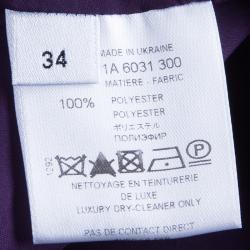 34
MADE IN UKRAINE
1A 6031 300
MATIERE - FABRIC
100% POLYESTER
POLYESTER
ポリエステル
ПОЛИЭФИР
1292
NETTOYAGE EN TEINTURERIE
DE LUXE
LUXURY DRY-CLEANER ONLY
PAS DE CONTACT DIRECT